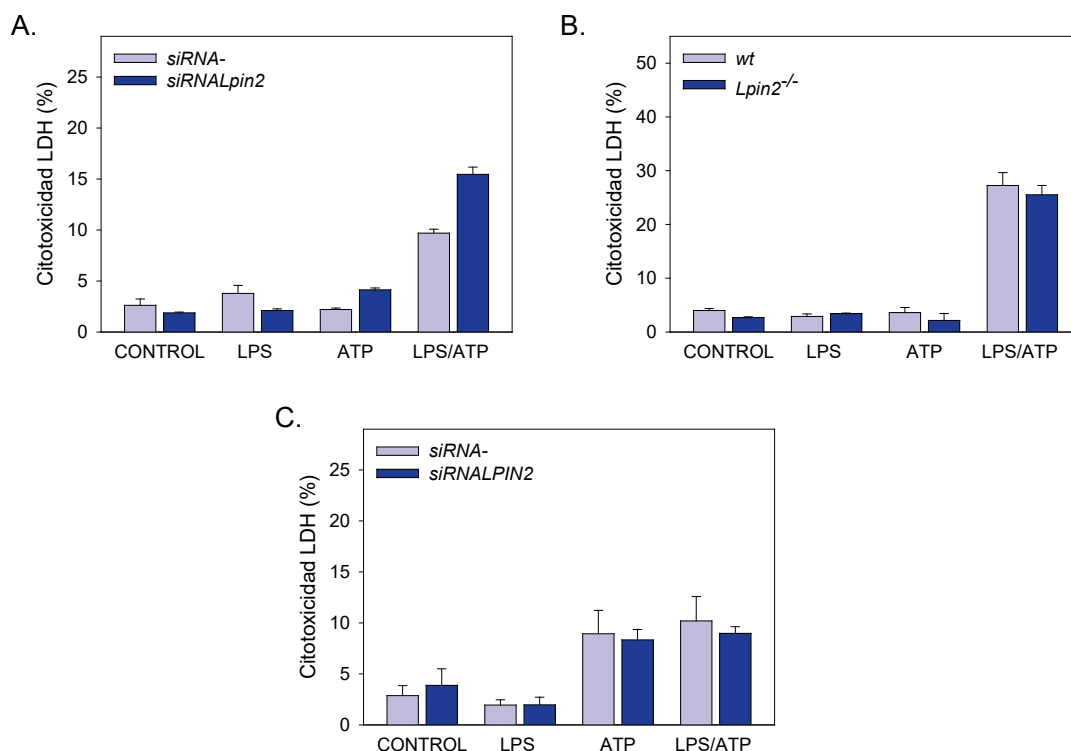 A.
siRNA-
siRNALpin2
Citotoxicidad LDH (%)
25
20
15
10
5
0
CONTROL LPS ATP LPS/ATP
B.
wt
Lpin2-/-
Citotoxicidad LDH (%)
50
40
30
20
10
0
CONTROL LPS ATP LPS/ATP
C.
siRNA-
siRNALPIN2
Citotoxicidad LDH (%)
25
20
15
10
5
0
CONTROL LPS ATP LPS/ATP